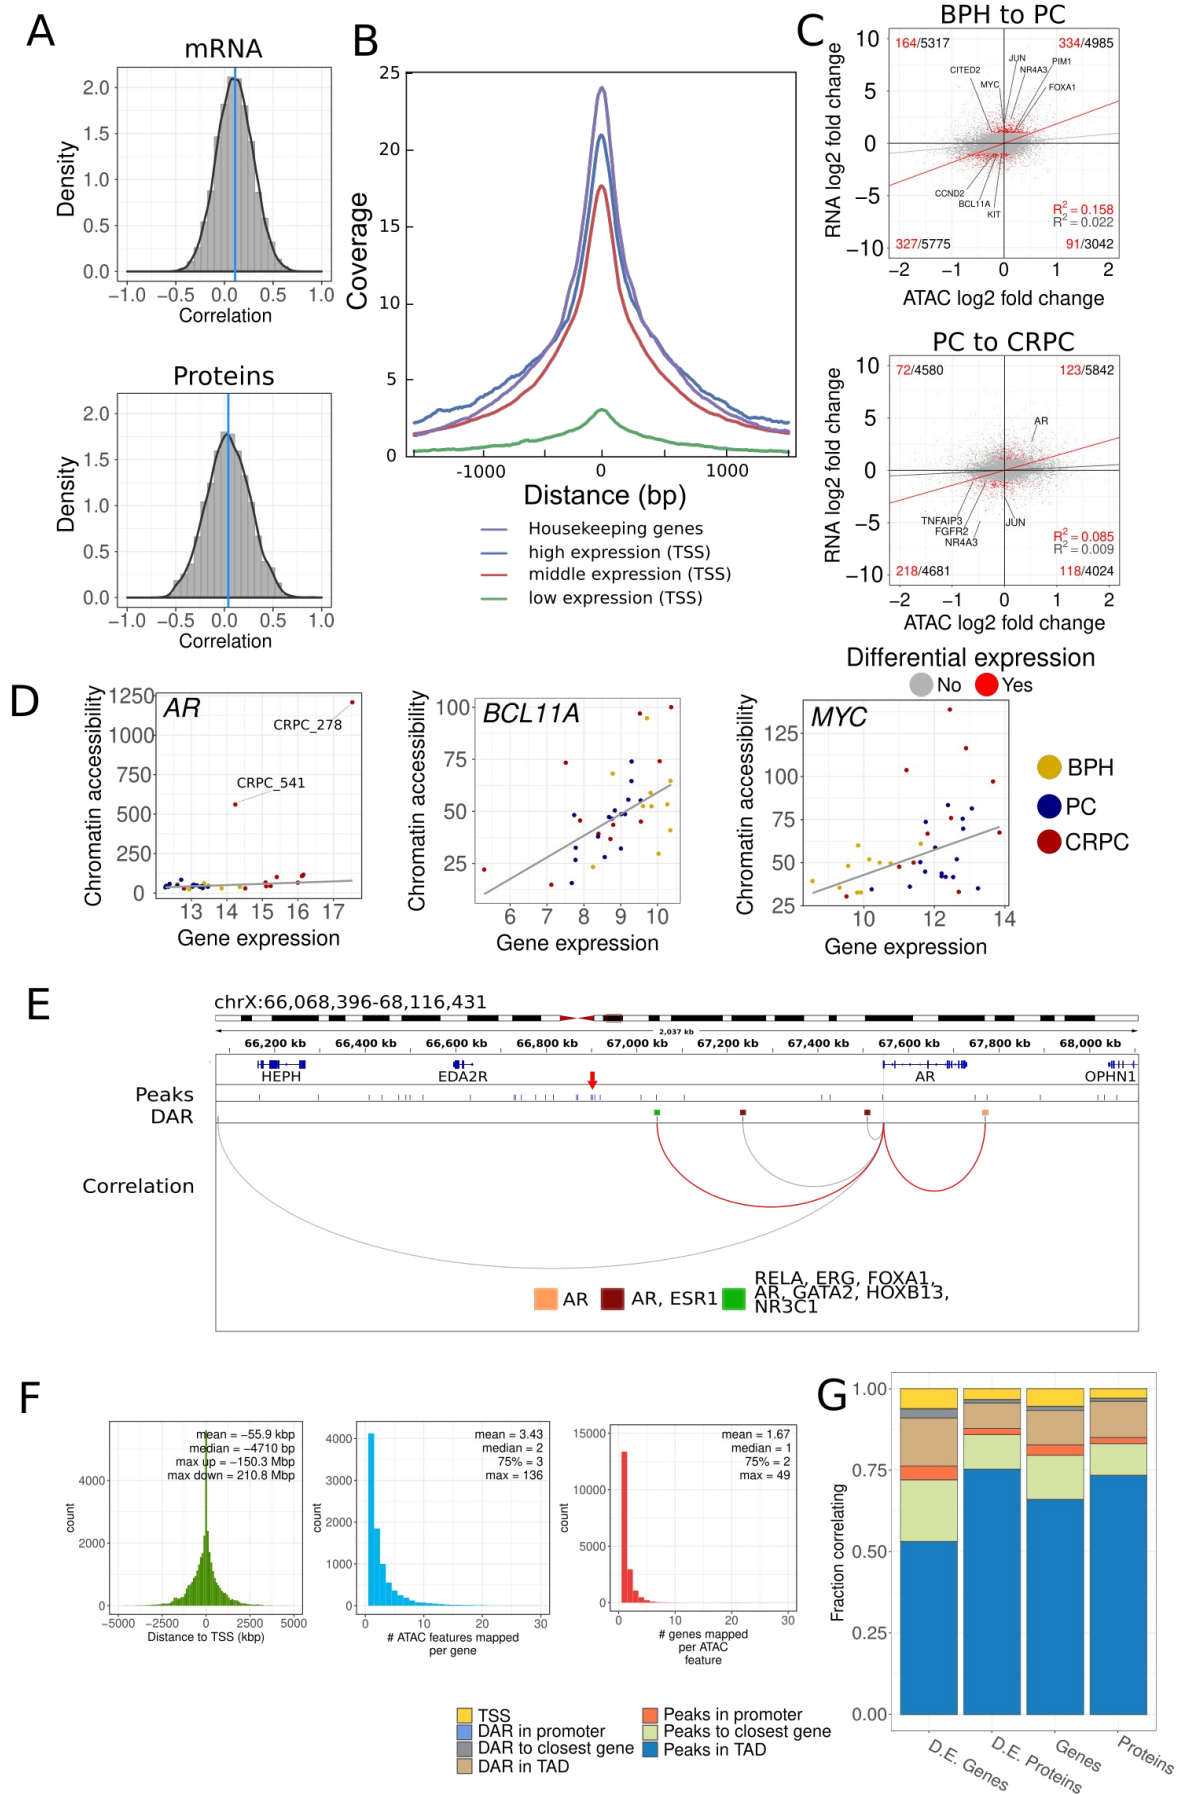 A
mRNA
Density
2.0
1.5
1.0
0.5
0.0
−1.0 −0.5 0.0 0.5 1.0
Correlation
Proteins
Density
2.0
1.5
1.0
0.5
0.0
−1.0 −0.5 0.0 0.5 1.0
Correlation
B
Coverage
25
20
15
10
5
0
-1000 0 1000
Distance (bp)
Housekeeping genes
high expression (TSS)
middle expression (TSS)
low expression (TSS)
C
BPH to PC
RNA log2 fold change
10
5
0
−5
−10
164/5317 334/4985
JUN PIM1
CITED2 NR4A3
MYC FOXA1
CCND2
BCL11A
KIT
R² = 0.158
R² = 0.022
327/5775 91/3042
−2 −1 0 1 2
ATAC log2 fold change
PC to CRPC
RNA log2 fold change
10
5
0
−5
−10
72/4580 123/5842
AR
TNFAIP3 JUN
FGFR2
NR4A3
R² = 0.085
R² = 0.009
218/4681 118/4024
−2 −1 0 1 2
ATAC log2 fold change
Differential expression
No Yes
D
Chromatin accessibility
1250
1000
750
500
250
0
AR
CRPC_278
CRPC_541
13 14 15 16 17
Gene expression
Chromatin accessibility
100
75
50
25
BCL11A
6 7 8 9 10
Gene expression
Chromatin accessibility
125
100
75
50
25
MYC
10 12 14
Gene expression
BPH
PC
CRPC
E
chrX:66,068,396-68,116,431
2,037 kb
66,200 kb 66,400 kb 66,600 kb 66,800 kb 67,000 kb 67,200 kb 67,400 kb 67,600 kb 67,800 kb 68,000 kb
HEPH EDA2R AR OPHN1
Peaks
DAR
Correlation
AR
AR, ESR1
RELA, ERG, FOXA1,
AR, GATA2, HOXB13,
NR3C1
F
count
4000
2000
0
mean = −55.9 kbp
median = −4710 bp
max up = −150.3 Mbp
max down = 210.8 Mbp
−5000 −2500 0 2500 5000
Distance to TSS (kbp)
count
4000
3000
2000
1000
0
mean = 3.43
median = 2
75% = 3
max = 136
0 10 20 30
# ATAC features mapped
per gene
count
15000
10000
5000
0
mean = 1.67
median = 1
75% = 2
max = 49
0 10 20 30
# genes mapped
per ATAC
feature
G
Fraction correlating
1.00
0.75
0.50
0.25
0.00
D.E. Genes
D.E. Proteins
Genes
Proteins
TSS
DAR in promoter
DAR to closest gene
DAR in TAD
Peaks in promoter
Peaks to closest gene
Peaks in TAD